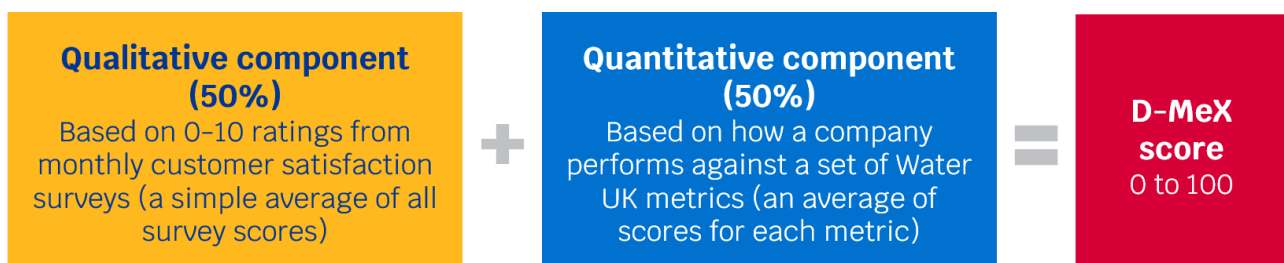 Qualitative component
(50%)
Based on 0-10 ratings from
monthly customer satisfaction
surveys (a simple average of all
survey scores)
+
Quantitative component
(50%)
Based on how a company
performs against a set of Water
UK metrics (an average of
scores for each metric)
=
D-MeX
score
0 to 100